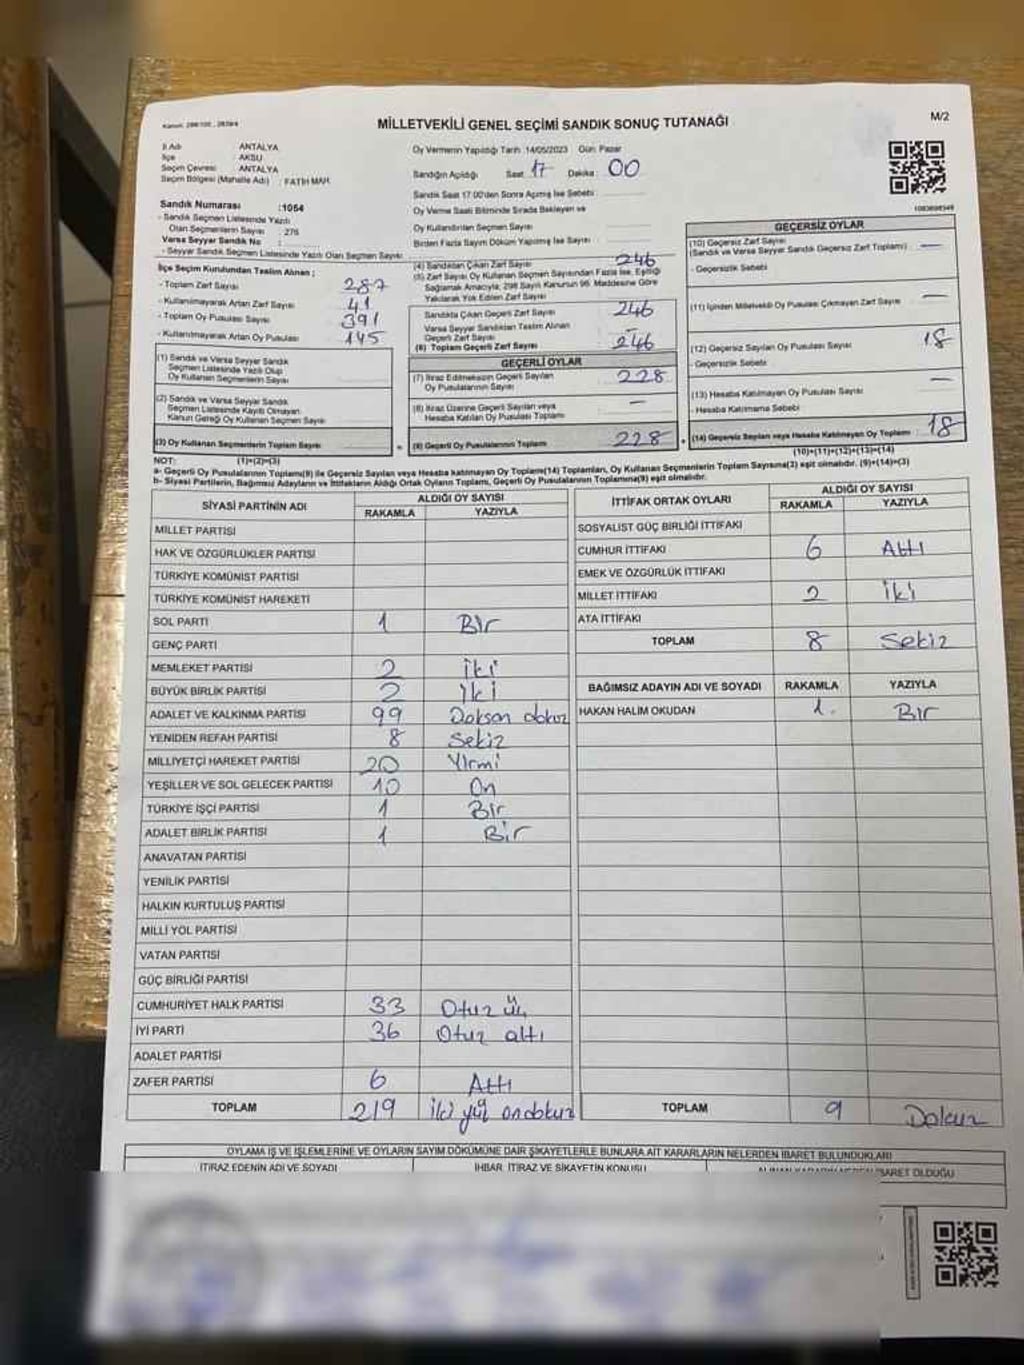 MİLLETVEKİLİ GENEL SEÇİMİ SANDIK SONUÇ TUTANAĞI
M/2
İl Adı ANTALYA
İlçe AKSU
Seçim Çevresi ANTALYA
Seçim Bölgesi (Mahalle Adı) : FATİH MAH.
Sandık Numarası :1054
- Sandık Seçmen Listesinde Yazılı
Olan Seçmenlerin Sayısı : 276
Varsa Seyyar Sandık No :
- Seyyar Sandık Seçmen Listesinde Yazılı Olan Seçmen Sayısı
İlçe Seçim Kurulundan Teslim Alınan ;
- Toplam Zarf Sayısı 287
- Kullanılmayarak Artan Zarf Sayısı 41
- Toplam Oy Pusulası Sayısı 391
- Kullanılmayarak Artan Oy Pusulası 145
(1) Sandık ve Varsa Seyyar Sandık
Seçmen Listesinde Yazılı Olup
Oy Kullanan Seçmenlerin Sayısı
(2) Sandık ve Varsa Seyyar Sandık
Seçmen Listesinde Kayıtlı Olmayan
Kanun Gereği Oy Kullanan Seçmen Sayısı
(3) Oy Kullanan Seçmenlerin Toplam Sayısı
(1)+(2)=(3)
Oy Vermenin Yapıldığı Tarih :14/05/2023 Gün: Pazar
Sandığın Açıldığı Saat 17 Dakika : 00
Sandık Saat 17:00'den Sonra Açılmış İse Sebebi
Oy Verme Saati Bitiminde Sırada Bekleyen ve
Oy Kullandırılan Seçmen Sayısı
Birden Fazla Sayım Döküm Yapılmış İse Sayısı
(4) Sandıktan Çıkan Zarf Sayısı 246
(5) Zarf Sayısı Oy Kullanan Seçmen Sayısından Fazla İse, Eşitliği
Sağlamak Amacıyla; 298 Sayılı Kanunun 98. Maddesine Göre
Yakılarak Yok Edilen Zarf Sayısı
Sandıkta Çıkan Geçerli Zarf Sayısı 246
Varsa Seyyar Sandıktan Teslim Alınan
Geçerli Zarf Sayısı -
(6) Toplam Geçerli Zarf Sayısı 246
GEÇERLİ OYLAR
(7) İtiraz Edilmeksizin Geçerli Sayılan
Oy Pusulalarının Sayısı 228
(8) İtiraz Üzerine Geçerli Sayılan veya
Hesaba Katılan Oy Pusulası Toplamı -
(9) Geçerli Oy Pusulalarının Toplamı 228
GEÇERSİZ OYLAR
(10) Geçersiz Zarf Sayısı
(Sandık ve Varsa Seyyar Sandık Geçersiz Zarf Toplamı) -
- Geçersizlik Sebebi
(11) İçinden Milletvekili Oy Pusulası Çıkmayan Zarf Sayısı -
(12) Geçersiz Sayılan Oy Pusulası Sayısı 18
- Geçersizlik Sebebi
(13) Hesaba Katılmayan Oy Pusulası Sayısı -
- Hesaba Katılmama Sebebi
(14) Geçersiz Sayılan veya Hesaba Katılmayan Oy Toplamı 18
(10)+(11)+(12)+(13)=(14)
NOT:
a- Geçerli Oy Pusulalarının Toplamı(9) ile Geçersiz Sayılan veya Hesaba katılmayan Oy Toplamı(14) Toplamları, Oy Kullanan Seçmenlerin Toplam Sayısına(3) eşit olmalıdır. (9)+(14)=(3)
b- Siyasi Partilerin, Bağımsız Adayların ve İttifakların Aldığı Ortak Oyların Toplamı, Geçerli Oy Pusulalarının Toplamına(9) eşit olmalıdır.
SİYASİ PARTİNİN ADI ALDIĞI OY SAYISI
RAKAMLA YAZIYLA
MİLLET PARTİSİ
HAK VE ÖZGÜRLÜKLER PARTİSİ
TÜRKİYE KOMÜNİST PARTİSİ
TÜRKİYE KOMÜNİST HAREKETİ
SOL PARTİ 1 Bir
GENÇ PARTİ
MEMLEKET PARTİSİ 2 İki
BÜYÜK BİRLİK PARTİSİ 2 İki
ADALET VE KALKINMA PARTİSİ 99 Doksan dokuz
YENİDEN REFAH PARTİSİ 8 Sekiz
MİLLİYETÇİ HAREKET PARTİSİ 20 Yirmi
YEŞİLLER VE SOL GELECEK PARTİSİ 10 On
TÜRKİYE İŞÇİ PARTİSİ 1 Bir
ADALET BİRLİK PARTİSİ 1 Bir
ANAVATAN PARTİSİ
YENİLİK PARTİSİ
HALKIN KURTULUŞ PARTİSİ
MİLLİ YOL PARTİSİ
VATAN PARTİSİ
GÜÇ BİRLİĞİ PARTİSİ
CUMHURİYET HALK PARTİSİ 33 Otuz üç
İYİ PARTİ 36 Otuz altı
ADALET PARTİSİ
ZAFER PARTİSİ 6 Altı
TOPLAM 219 İki yüz ondokuz
İTTİFAK ORTAK OYLARI ALDIĞI OY SAYISI
RAKAMLA YAZIYLA
SOSYALİST GÜÇ BİRLİĞİ İTTİFAKI
CUMHUR İTTİFAKI 6 Altı
EMEK VE ÖZGÜRLÜK İTTİFAKI
MİLLET İTTİFAKI 2 İki
ATA İTTİFAKI
TOPLAM 8 Sekiz
BAĞIMSIZ ADAYIN ADI VE SOYADI RAKAMLA YAZIYLA
HAKAN HALİM OKUDAN 1. Bir
TOPLAM 9 Dokuz
OYLAMA İŞ VE İŞLEMLERİNE VE OYLARIN SAYIM DÖKÜMÜNE DAİR ŞİKAYETLERLE BUNLARA AİT KARARLARIN NELERDEN İBARET BULUNDUKLARI
İTİRAZ EDENİN ADI VE SOYADI İHBAR, İTİRAZ VE ŞİKAYETİN KONUSU